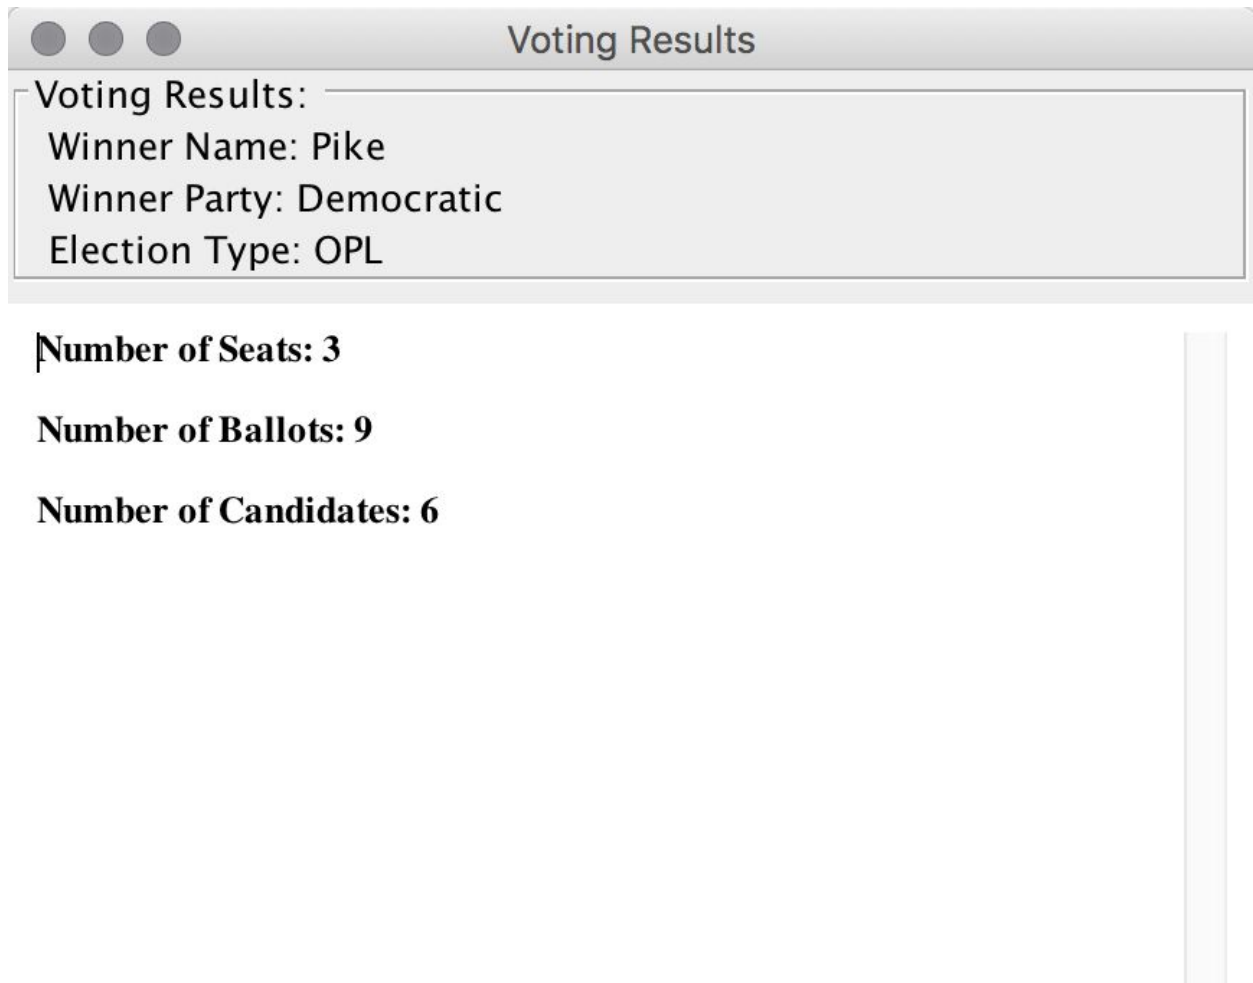 Voting Results
Voting Results:
Winner Name: Pike
Winner Party: Democratic
Election Type: OPL
Number of Seats: 3
Number of Ballots: 9
Number of Candidates: 6